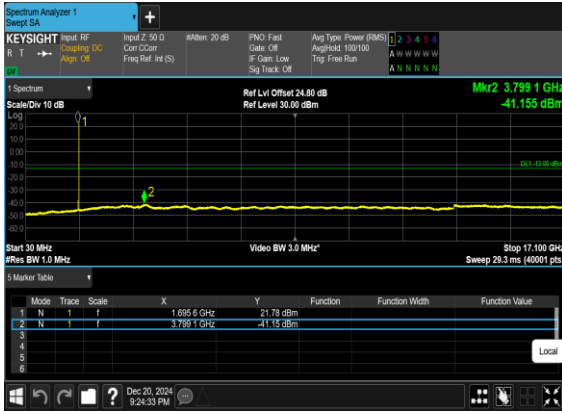 Spectrum Analyzer 1
Swept SA
+
KEYSIGHT
R T
LV
Input: RF
Coupling: DC
Align: Off
Input Z: 50 Ω
Corr CCorr
Freq Ref: Int (S)
#Atten: 20 dB
PNO: Fast
Gate: Off
IF Gain: Low
Sig Track: Off
Avg Type: Power (RMS)
Avg|Hold: 100/100
Trig: Free Run
1 2 3 4 5 6
A W W W W W
A N N N N N
1 Spectrum
Scale/Div 10 dB
Log
Ref Lvl Offset 24.80 dB
Ref Level 30.00 dBm
Mkr2 3.799 1 GHz
-41.155 dBm
20.0
10.0
0.00
-10.0
-20.0
-30.0
-40.0
-50.0
-60.0
1
2
DL1 -13.00 dBm
Start 30 MHz
#Res BW 1.0 MHz
Video BW 3.0 MHz*
Stop 17.100 GHz
Sweep 29.3 ms (40001 pts)
5 Marker Table
Mode Trace Scale X Y Function Function Width Function Value
1 N 1 f 1.695 6 GHz 21.78 dBm
2 N 1 f 3.799 1 GHz -41.15 dBm
3
4
5
6
Local
?
Dec 20, 2024
9:24:33 PM